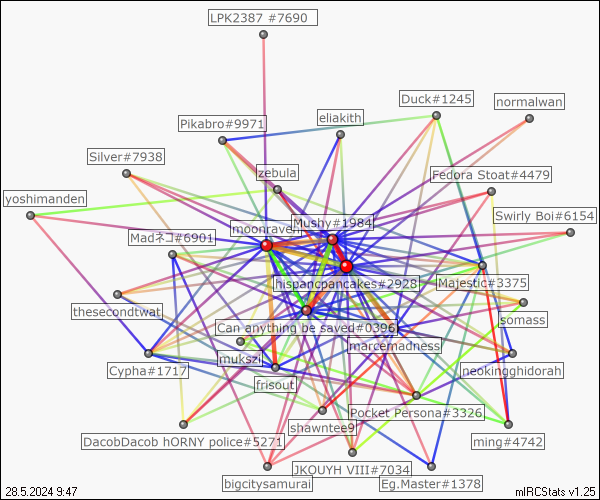 LPK2387 #7690
Duck#1245
normalwan
Pikabro#9971
eliakith
Silver#7938
zebula
Fedora Stoat#4479
yoshimanden
Mushy#1984
moonraven
Swirly Boi#6154
Madネコ#6901
hispancpancakes#2928
Majestic#3375
thesecondtwat
somass
Can anything be saved#0396
marcemadness
mukszil
Cypha#1717
neokingghidorah
frisout
Pocket Persona#3326
shawntee9
DacobDacob hORNY police#5271
ming#4742
JKOUYH VIII#7034
bigcitysamurai
Eg.Master#1378
28.5.2024 9:47
mIRCStats v1.25